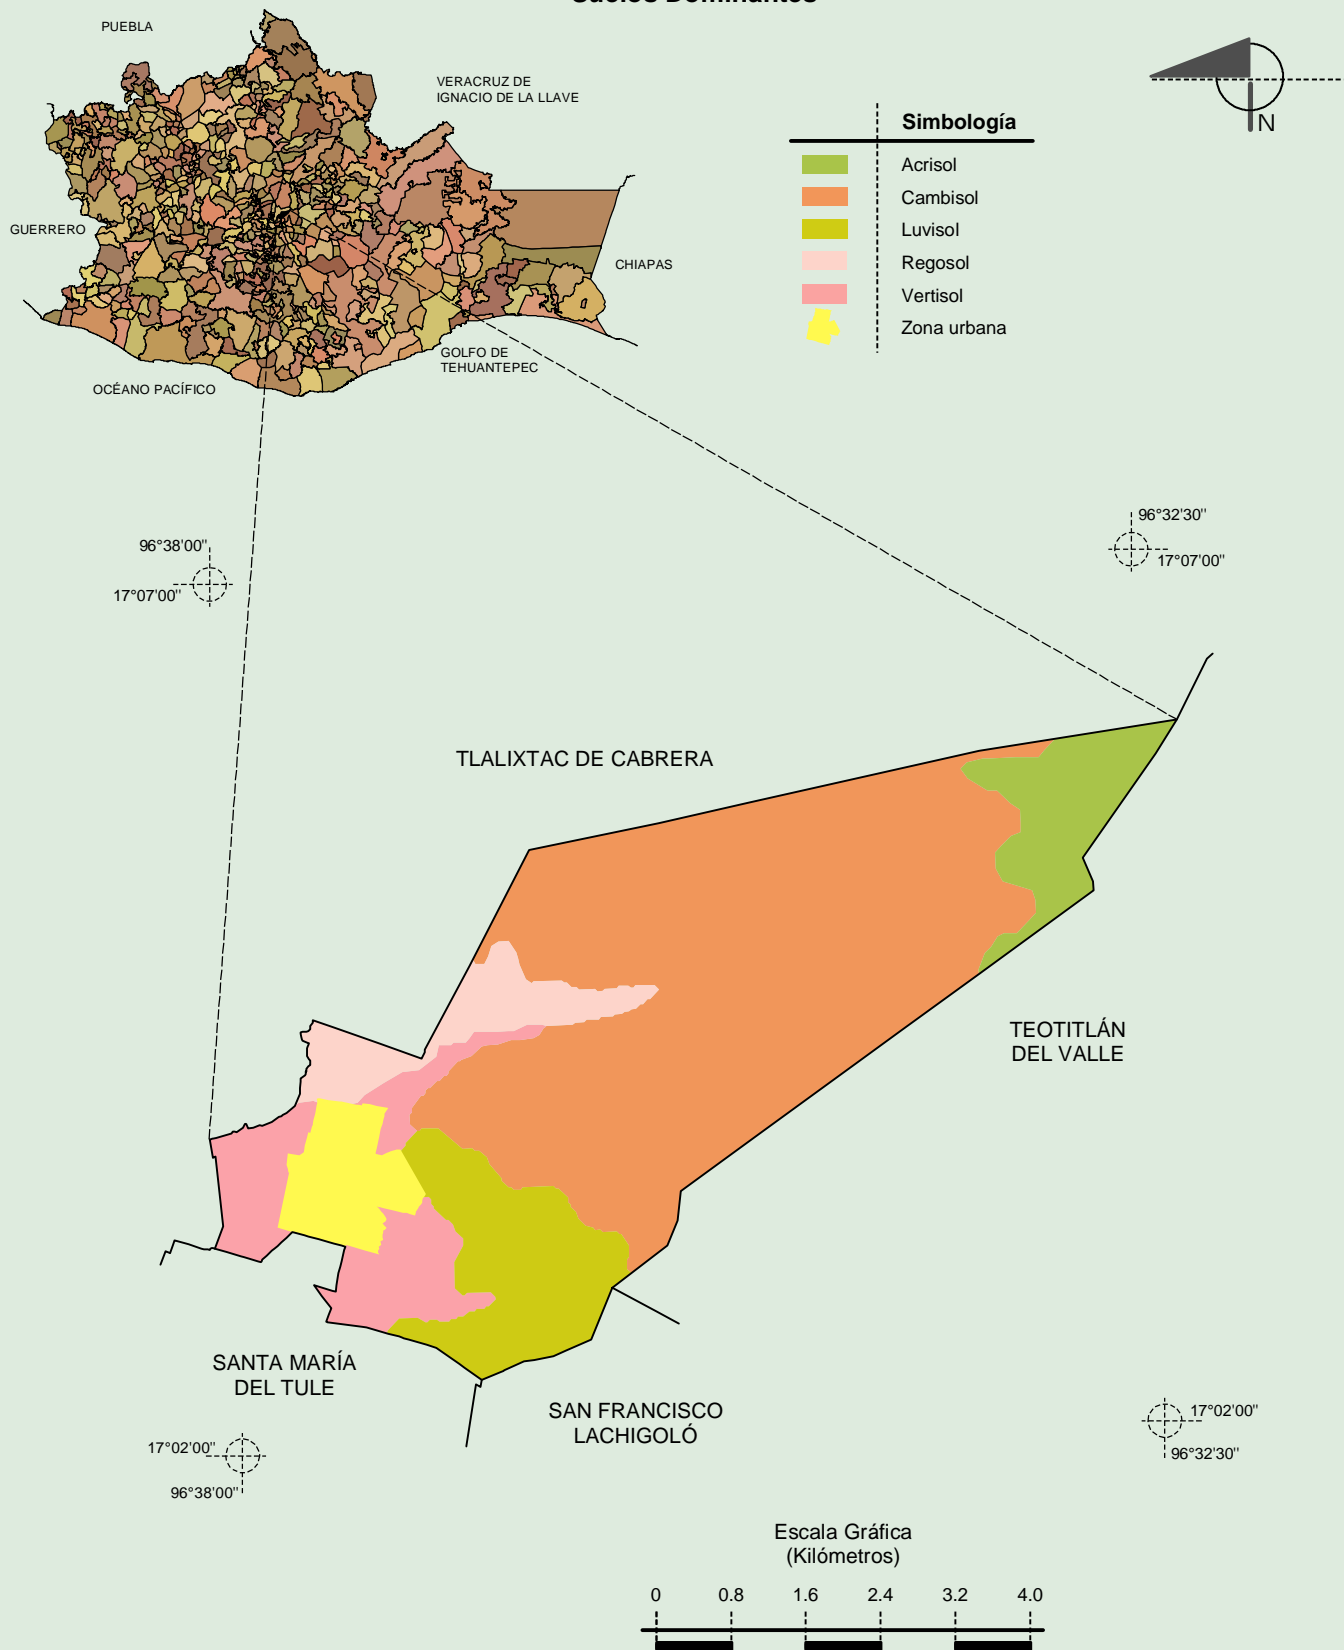 Suelos Dominantes
PUEBLA
VERACRUZ DE
IGNACIO DE LA LLAVE
GUERRERO
CHIAPAS
GOLFO DE
TEHUANTEPEC
OCÉANO PACÍFICO
N
Simbología
Acrisol
Cambisol
Luvisol
Regosol
Vertisol
Zona urbana
96°38'00"
17°07'00"
96°32'30"
17°07'00"
TLALIXTAC DE CABRERA
TEOTITLÁN
DEL VALLE
SANTA MARÍA
DEL TULE
SAN FRANCISCO
LACHIGOLÓ
17°02'00"
96°38'00"
17°02'00"
96°32'30"
Escala Gráfica
(Kilómetros)
0 0.8 1.6 2.4 3.2 4.0